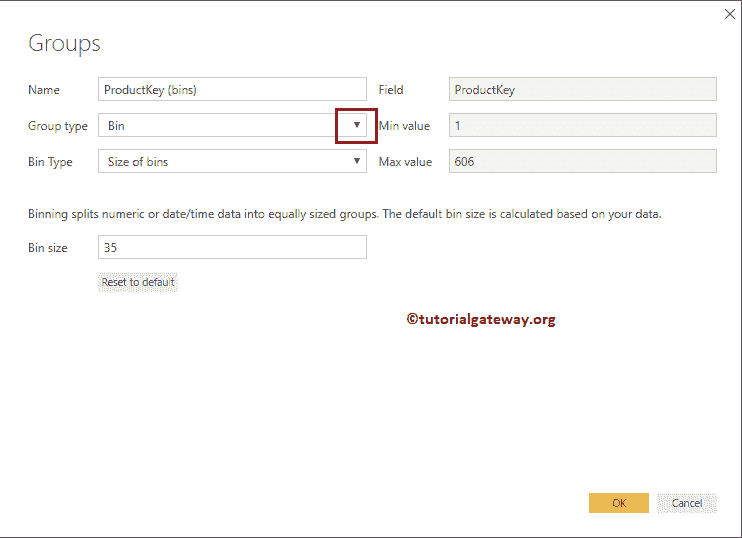 Groups
Name ProductKey (bins) Field ProductKey
Group type Bin Min value 1
Bin Type Size of bins Max value 606
Binning splits numeric or date/time data into equally sized groups. The default bin size is calculated based on your data.
Bin size 35
Reset to default
©tutorialgateway.org
OK Cancel